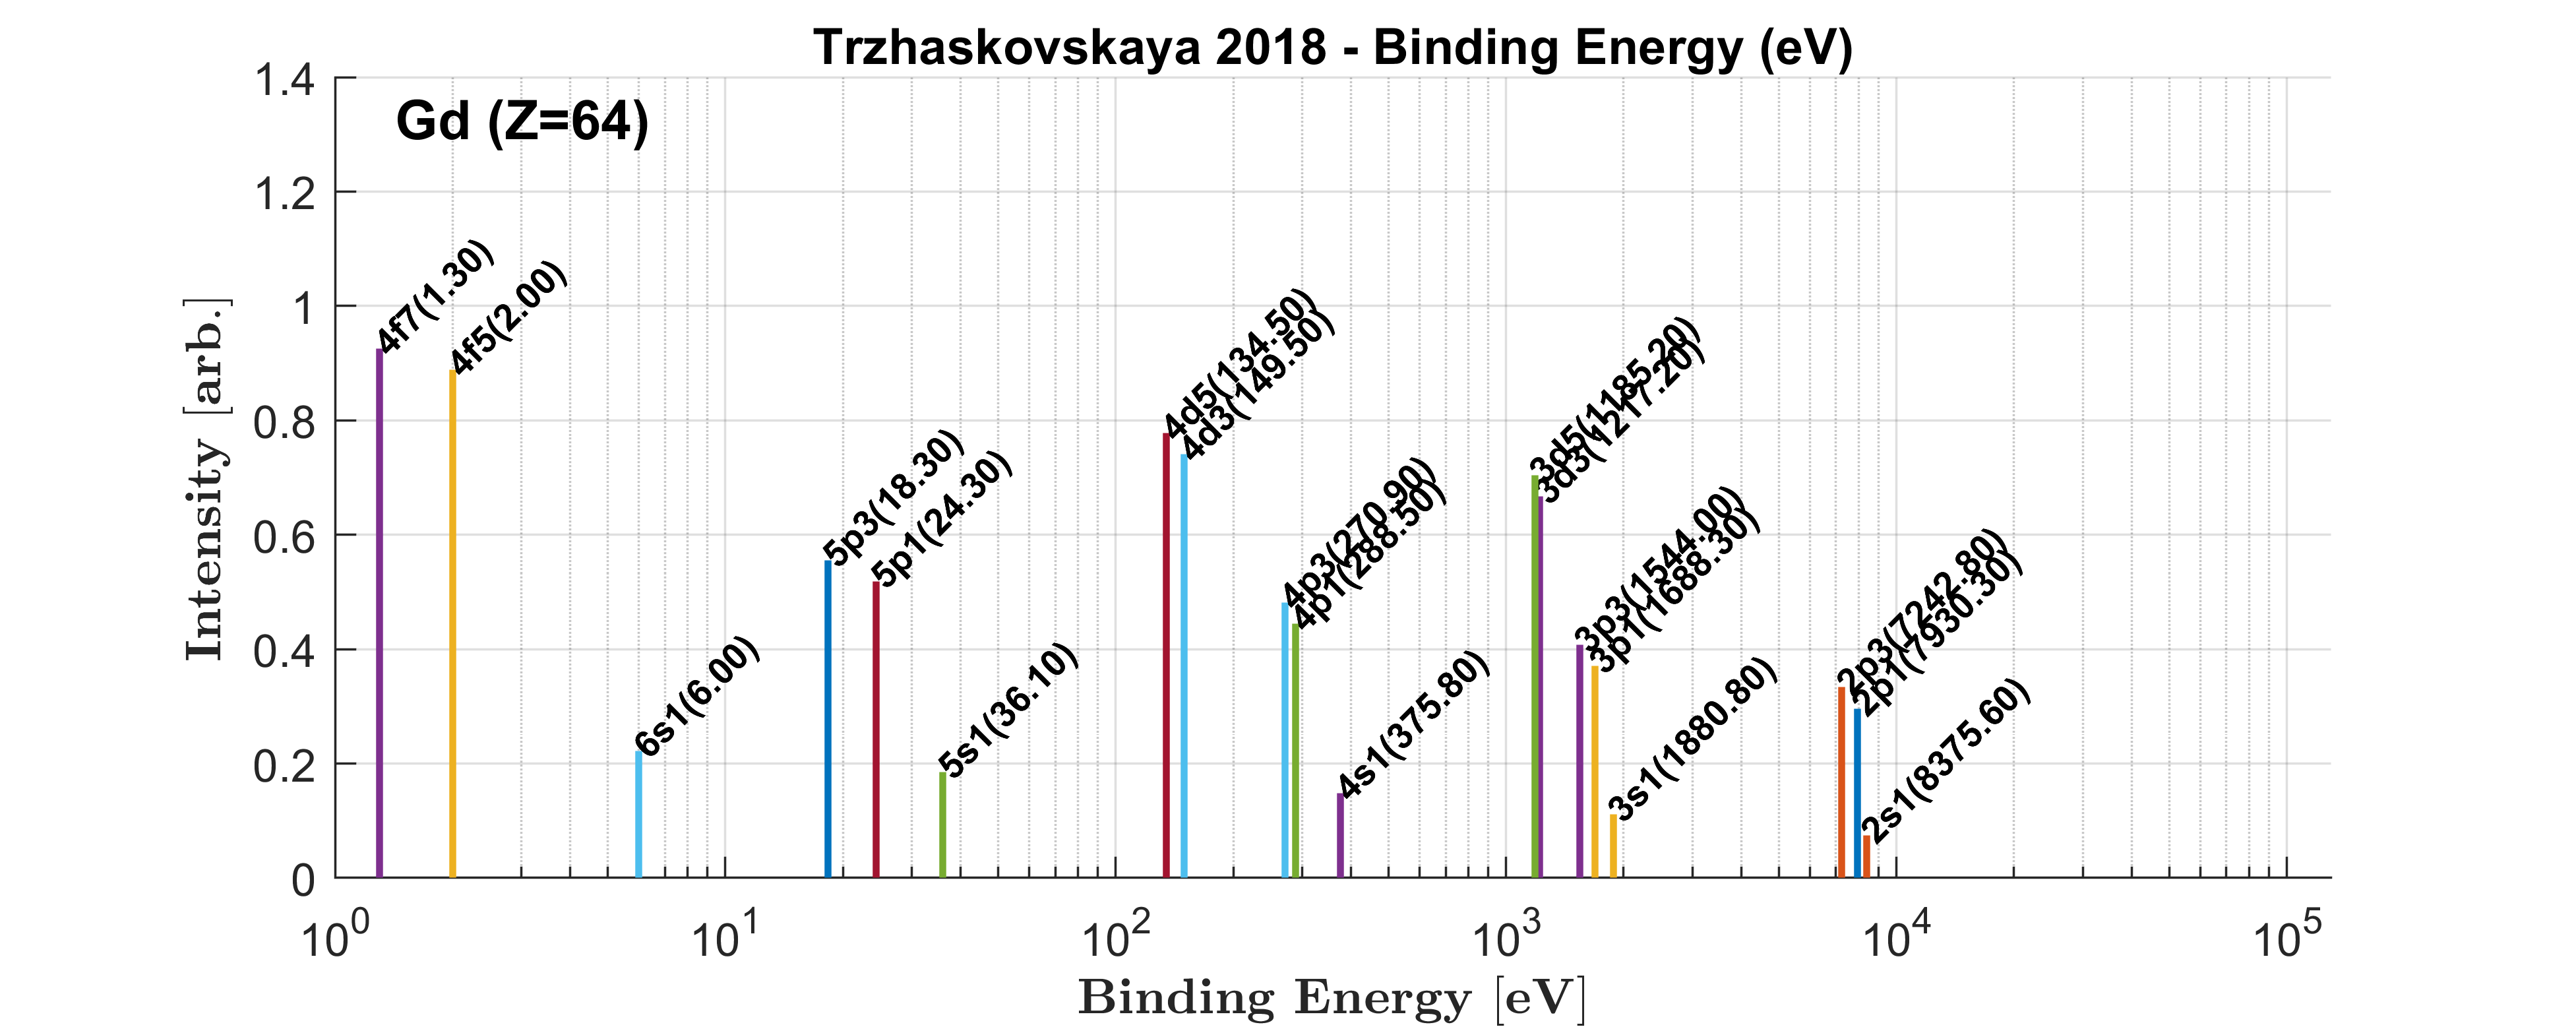 Trzhaskovskaya 2018 - Binding Energy (eV)
Gd (Z=64)
Intensity [arb.]
1.4
1.2
1
0.8
0.6
0.4
0.2
0
4f7(1.30)
4f5(2.00)
6s1(6.00)
5p3(18.30)
5p1(24.30)
5s1(36.10)
4d5(134.50)
4d3(149.50)
4p3(270.90)
4p1(288.50)
4s1(375.80)
3d5(1185.20)
3d3(1217.20)
3p3(1544.00)
3p1(1688.30)
3s1(1880.80)
2p3(7242.80)
2p1(7930.30)
2s1(8375.60)
10^0 10^1 10^2 10^3 10^4 10^5
Binding Energy [eV]